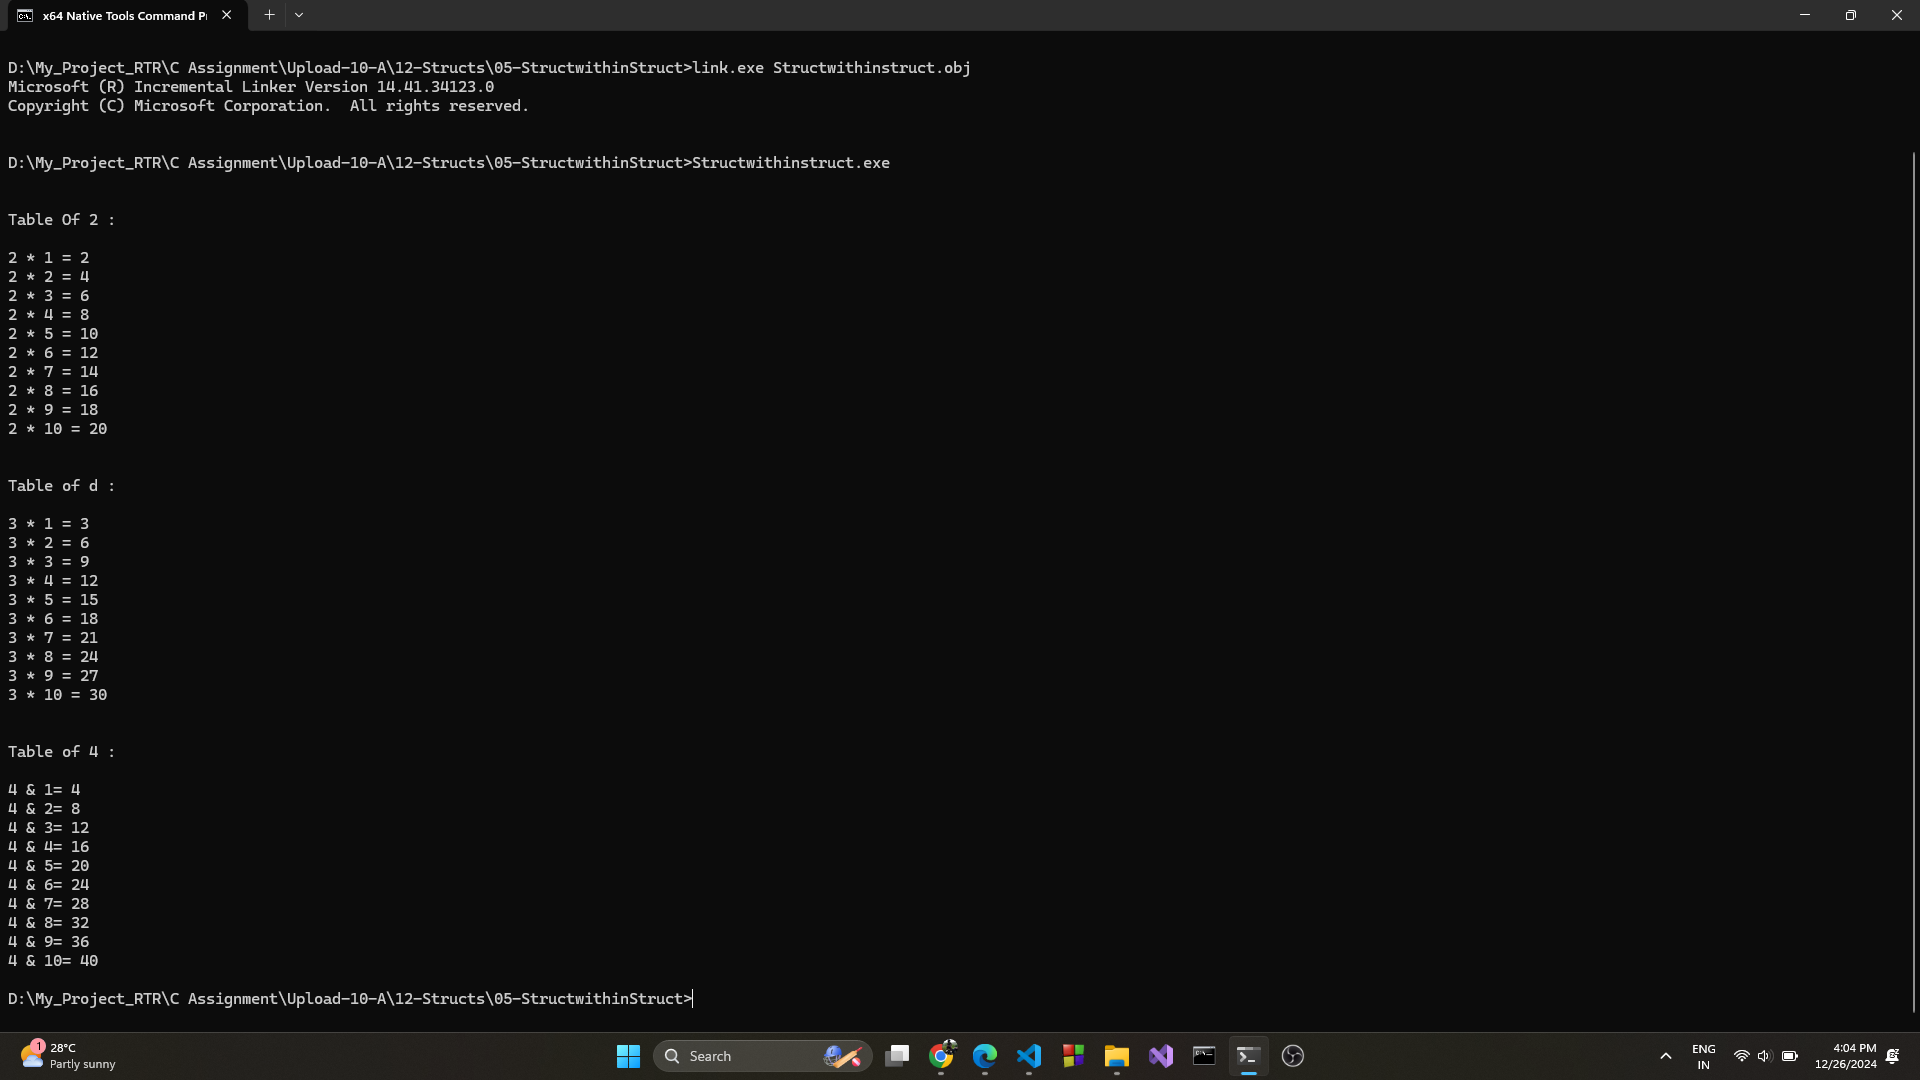 x64 Native Tools Command P
D:\My_Project_RTR\C Assignment\Upload-10-A\12-Structs\05-StructwithinStruct>link.exe Structwithinstruct.obj
Microsoft (R) Incremental Linker Version 14.41.34123.0
Copyright (C) Microsoft Corporation.  All rights reserved.
D:\My_Project_RTR\C Assignment\Upload-10-A\12-Structs\05-StructwithinStruct>Structwithinstruct.exe
Table Of 2 :
2 * 1 = 2
2 * 2 = 4
2 * 3 = 6
2 * 4 = 8
2 * 5 = 10
2 * 6 = 12
2 * 7 = 14
2 * 8 = 16
2 * 9 = 18
2 * 10 = 20
Table of d :
3 * 1 = 3
3 * 2 = 6
3 * 3 = 9
3 * 4 = 12
3 * 5 = 15
3 * 6 = 18
3 * 7 = 21
3 * 8 = 24
3 * 9 = 27
3 * 10 = 30
Table of 4 :
4 & 1= 4
4 & 2= 8
4 & 3= 12
4 & 4= 16
4 & 5= 20
4 & 6= 24
4 & 7= 28
4 & 8= 32
4 & 9= 36
4 & 10= 40
D:\My_Project_RTR\C Assignment\Upload-10-A\12-Structs\05-StructwithinStruct>
1
28°C
Partly sunny
Search
ENG
IN
4:04 PM
12/26/2024